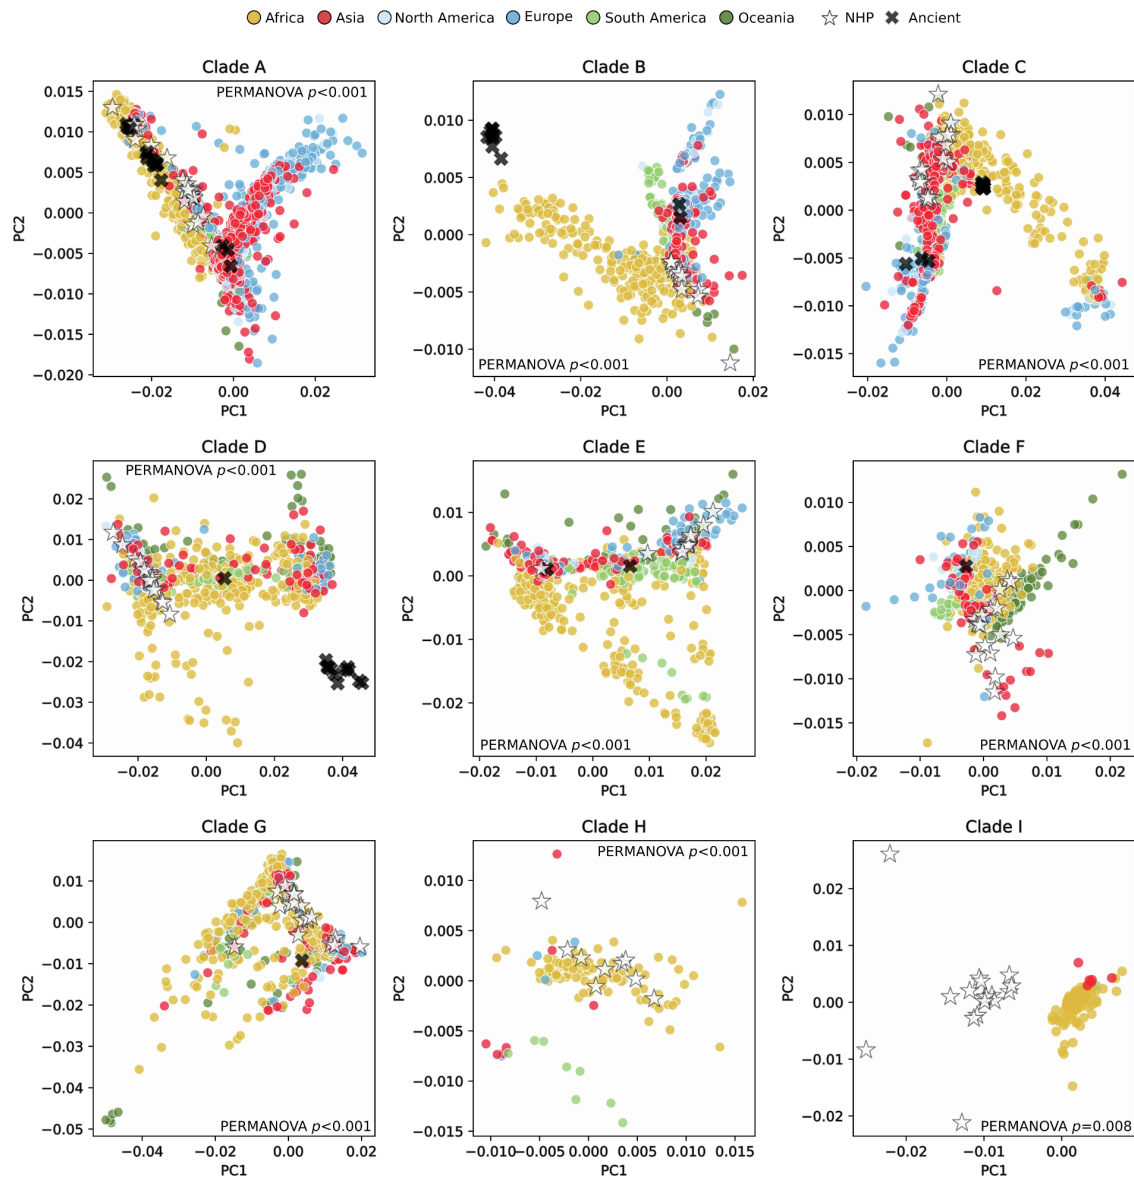 Africa Asia North America Europe South America Oceania NHP Ancient
Clade A
PERMANOVA p<0.001
0.015
0.010
0.005
0.000
−0.005
−0.010
−0.015
−0.020
PC2
−0.02 0.00 0.02
PC1
Clade B
0.010
0.005
0.000
−0.005
−0.010
PC2
PERMANOVA p<0.001
−0.04 −0.02 0.00 0.02
PC1
Clade C
0.010
0.005
0.000
−0.005
−0.010
−0.015
PC2
PERMANOVA p<0.001
−0.02 0.00 0.02 0.04
PC1
Clade D
PERMANOVA p<0.001
0.02
0.01
0.00
−0.01
−0.02
−0.03
−0.04
PC2
−0.02 0.00 0.02 0.04
PC1
Clade E
0.01
0.00
−0.01
−0.02
PC2
PERMANOVA p<0.001
−0.02 −0.01 0.00 0.01 0.02
PC1
Clade F
0.010
0.005
0.000
−0.005
−0.010
−0.015
PC2
PERMANOVA p<0.001
−0.02 −0.01 0.00 0.01 0.02
PC1
Clade G
0.01
0.00
−0.01
−0.02
−0.03
−0.04
−0.05
PC2
PERMANOVA p<0.001
−0.04 −0.02 0.00 0.02
PC1
Clade H
PERMANOVA p<0.001
0.010
0.005
0.000
−0.005
−0.010
−0.015
PC2
−0.010 −0.005 0.000 0.005 0.010 0.015
PC1
Clade I
0.02
0.01
0.00
−0.01
−0.02
PC2
PERMANOVA p=0.008
−0.02 −0.01 0.00
PC1